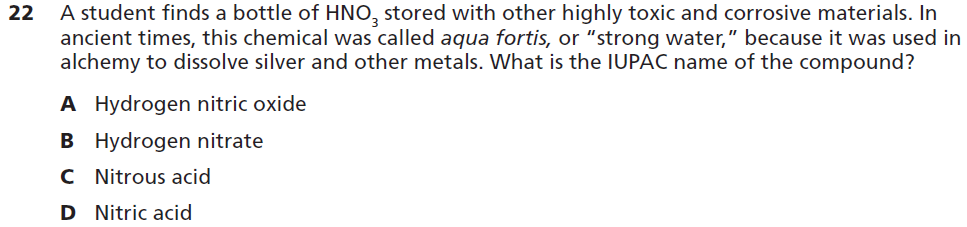 22 A student finds a bottle of HNO₃ stored with other highly toxic and corrosive materials. In
ancient times, this chemical was called aqua fortis, or “strong water,” because it was used in
alchemy to dissolve silver and other metals. What is the IUPAC name of the compound?
A Hydrogen nitric oxide
B Hydrogen nitrate
C Nitrous acid
D Nitric acid